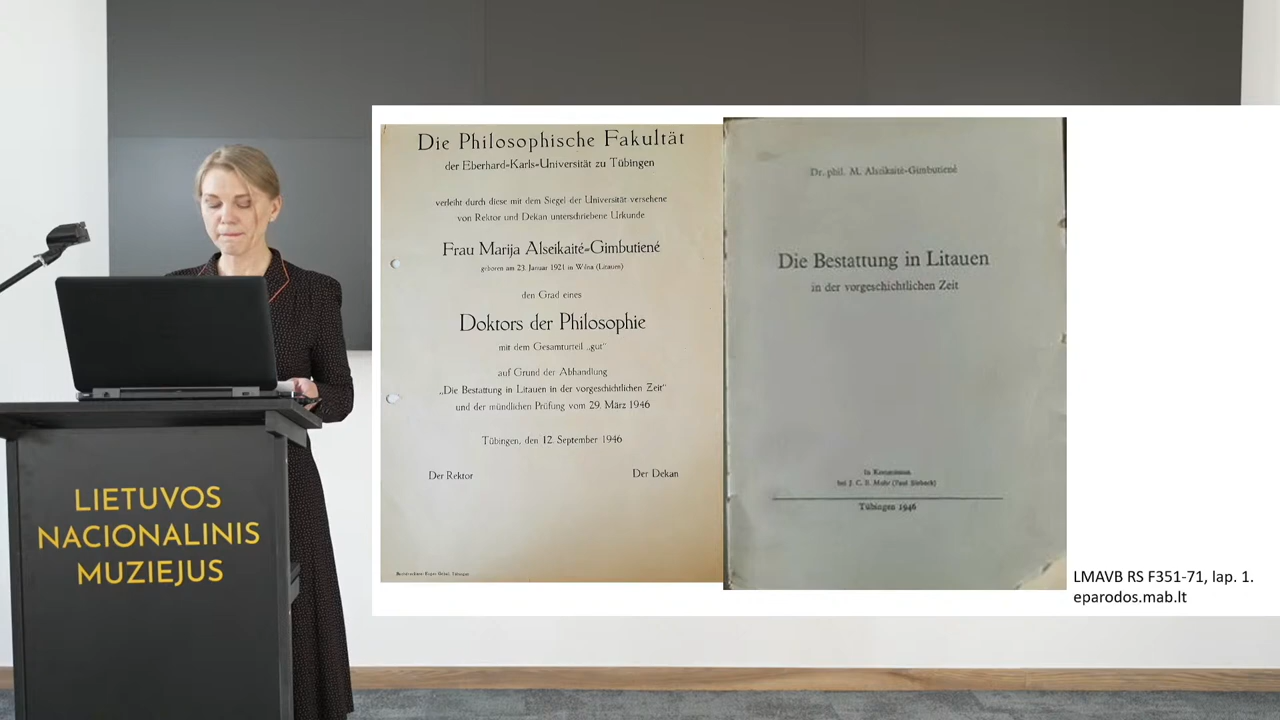 LIETUVOS
NACIONALINIS
MUZIEJUS
Die Philosophische Fakultät
der Eberhard-Karls-Universität zu Tübingen
verleiht durch diese mit dem Siegel der Universität versehene
von Rektor und Dekan unterschriebene Urkunde
Frau Marija Alseikaité-Gimbutiené
geboren am 23. Januar 1921 in Wilna (Litauen)
den Grad eines
Doktors der Philosophie
mit dem Gesamturteil „gut“
auf Grund der Abhandlung
„Die Bestattung in Litauen in der vorgeschichtlichen Zeit“
und der mündlichen Prüfung vom 29. März 1946
Tübingen, den 12. September 1946
Der Rektor
Der Dekan
Dr. phil. M. Alseikaité-Gimbutiené
Die Bestattung in Litauen
in der vorgeschichtlichen Zeit
In Kommission
bei J. C. B. Mohr (Paul Siebeck)
Tübingen 1946
LMAVB RS F351-71, lap. 1.
eparodos.mab.lt